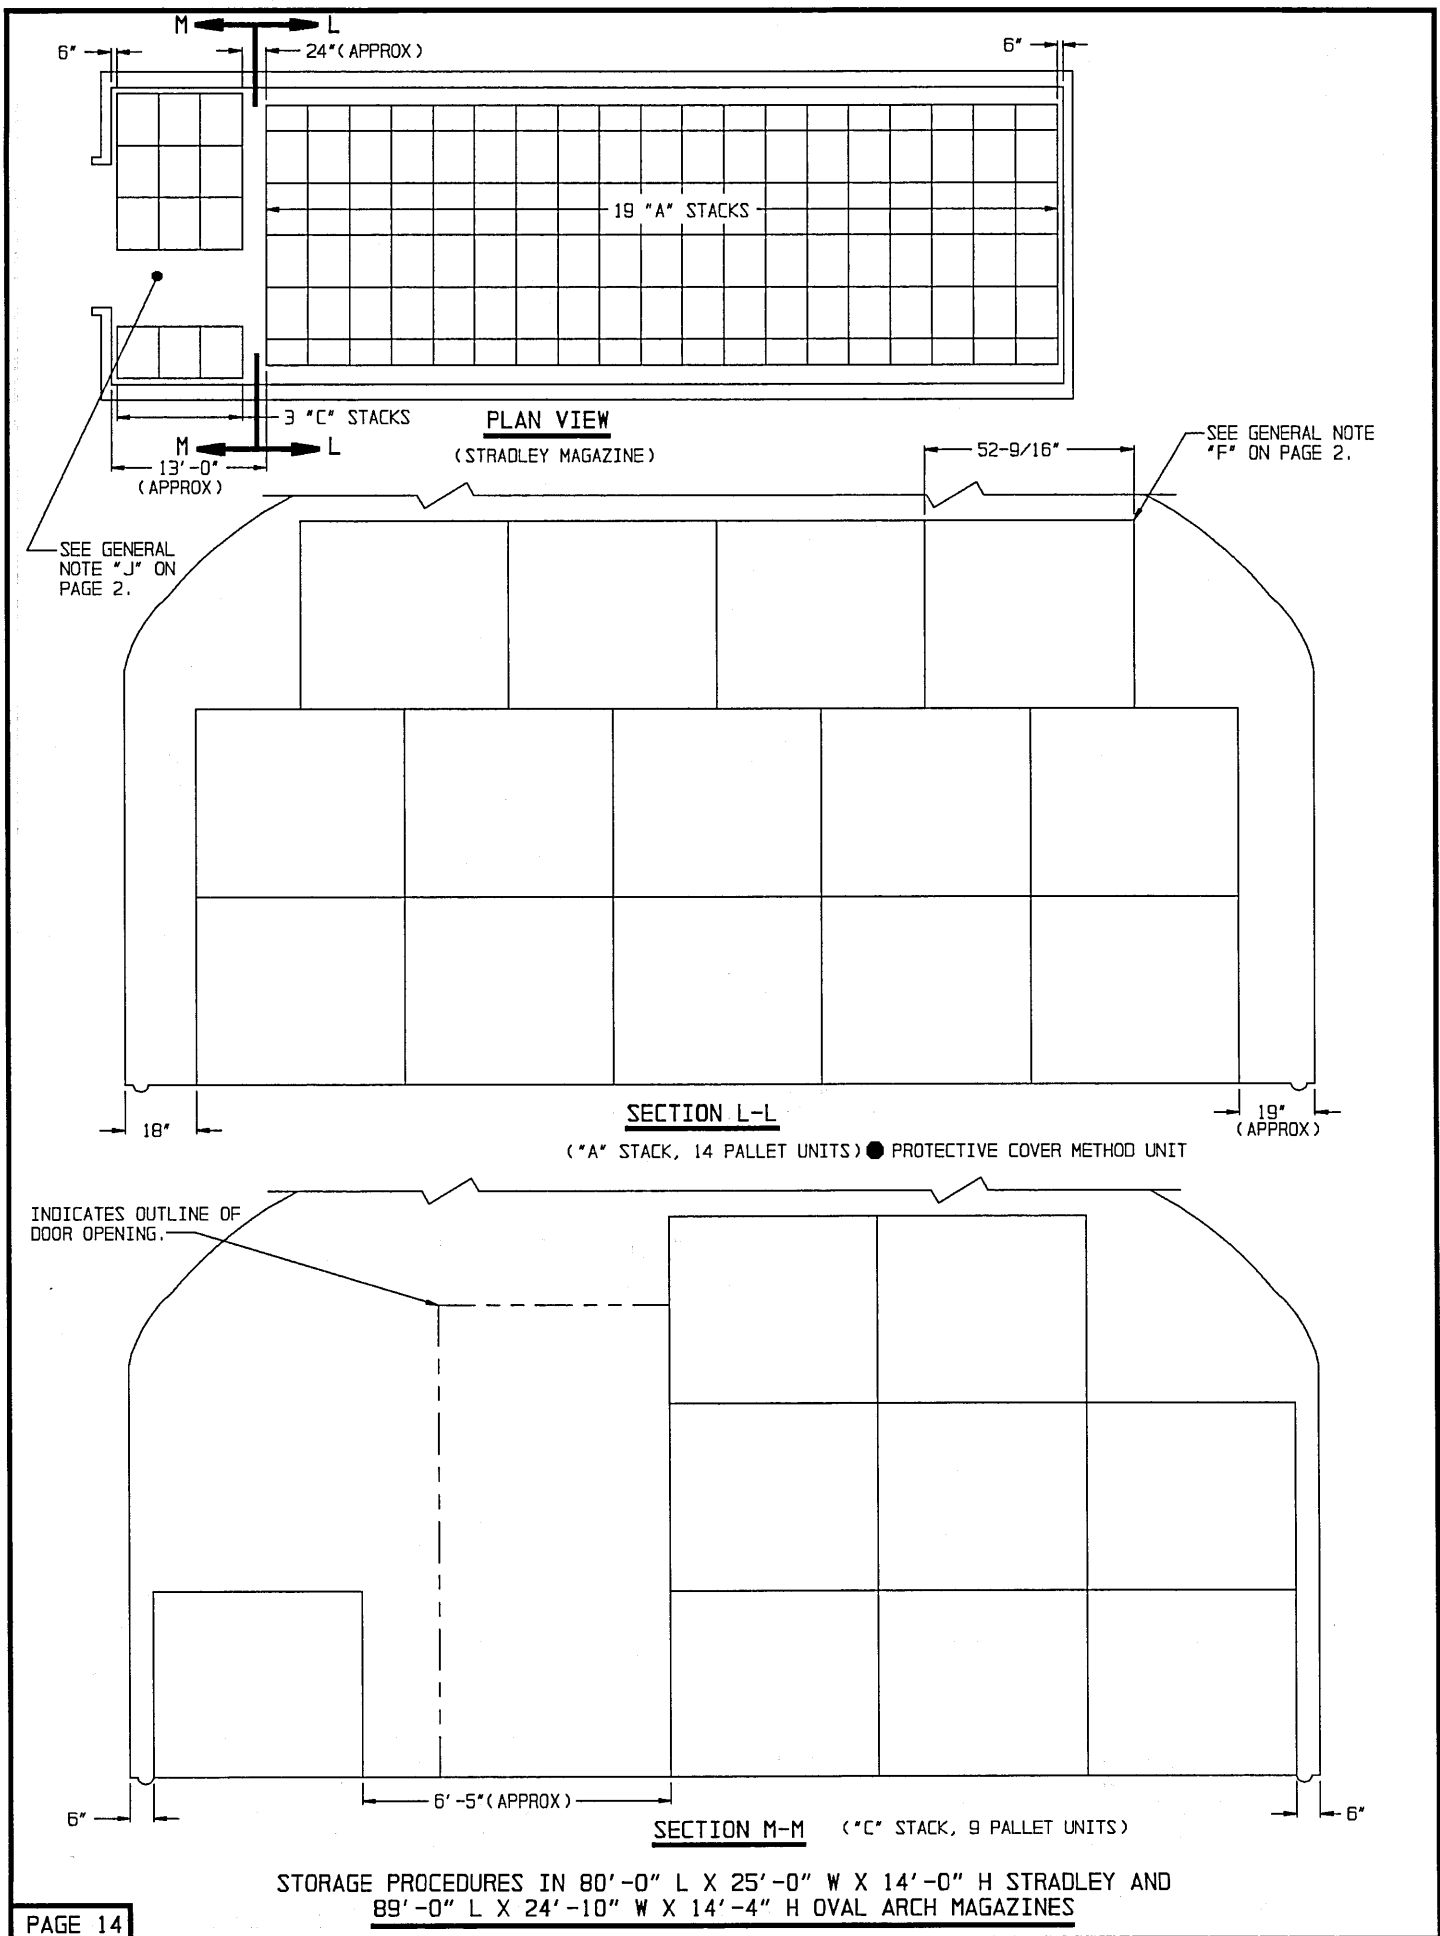 M L
6" 24"(APPROX) 6"
19 "A" STACKS
3 "C" STACKS
PLAN VIEW
(STRADLEY MAGAZINE)
M L
13'-0"
(APPROX)
52-9/16"
SEE GENERAL NOTE
"F" ON PAGE 2.
SEE GENERAL
NOTE "J" ON
PAGE 2.
18"
SECTION L-L
19"
(APPROX)
("A" STACK, 14 PALLET UNITS) ● PROTECTIVE COVER METHOD UNIT
INDICATES OUTLINE OF
DOOR OPENING.
6" 6'-5"(APPROX) 6"
SECTION M-M ("C" STACK, 9 PALLET UNITS)
STORAGE PROCEDURES IN 80'-0" L X 25'-0" W X 14'-0" H STRADLEY AND
89'-0" L X 24'-10" W X 14'-4" H OVAL ARCH MAGAZINES
PAGE 14